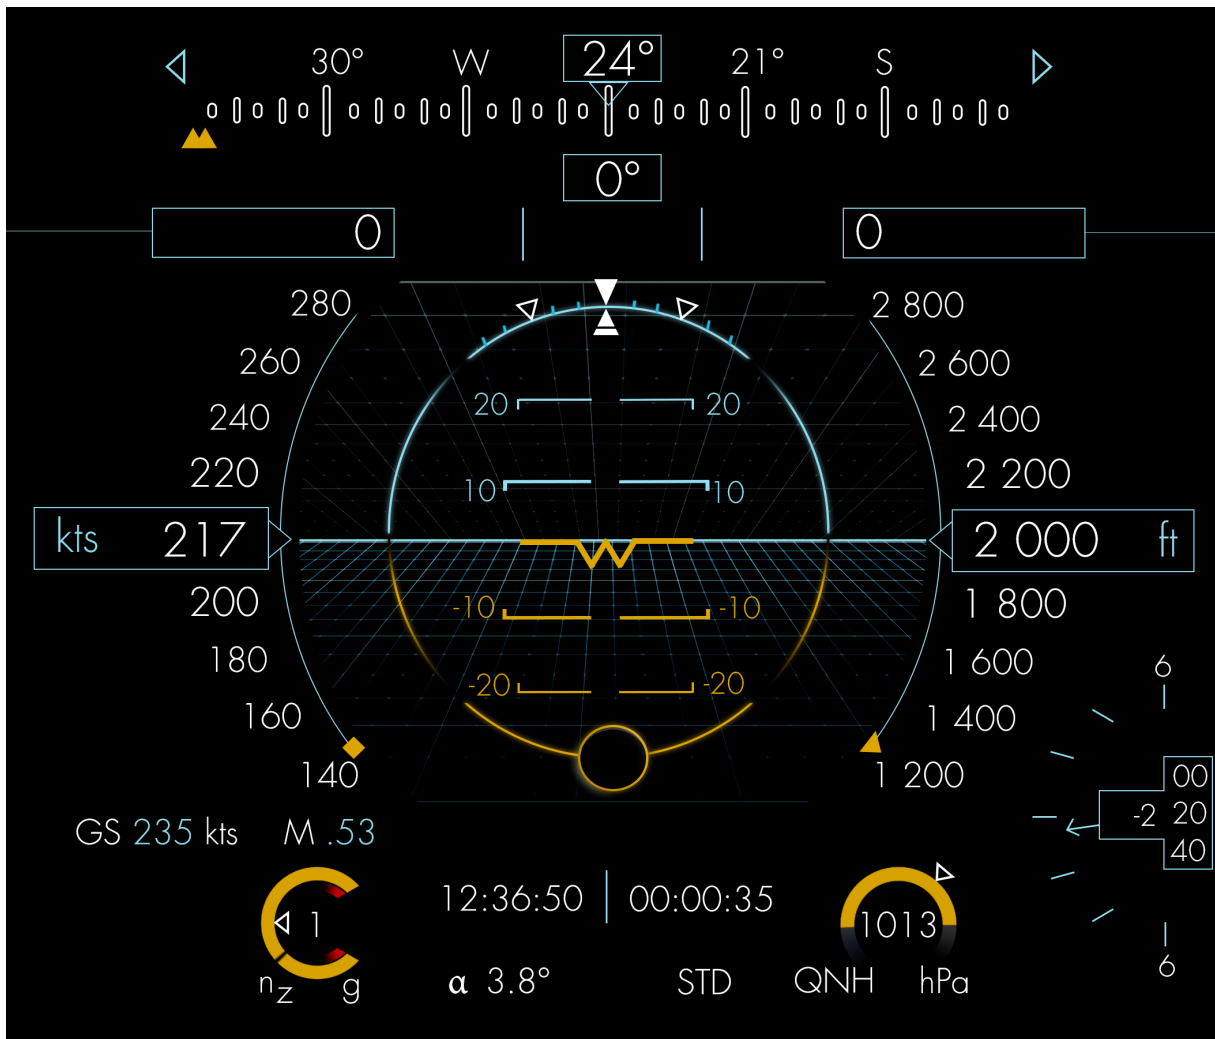 30° W 24° 21° S
0°
0 0
280 2 800
260 2 600
20 20
240 2 400
220 2 200
10 10
kts 217 2 000 ft
200 1 800
-10 -10
180 1 600
6
-20 -20
160 1 400
140 1 200
00
-2 20
40
GS 235 kts M .53
12:36:50 00:00:35
1 1013
6
nz g α 3.8° STD QNH hPa